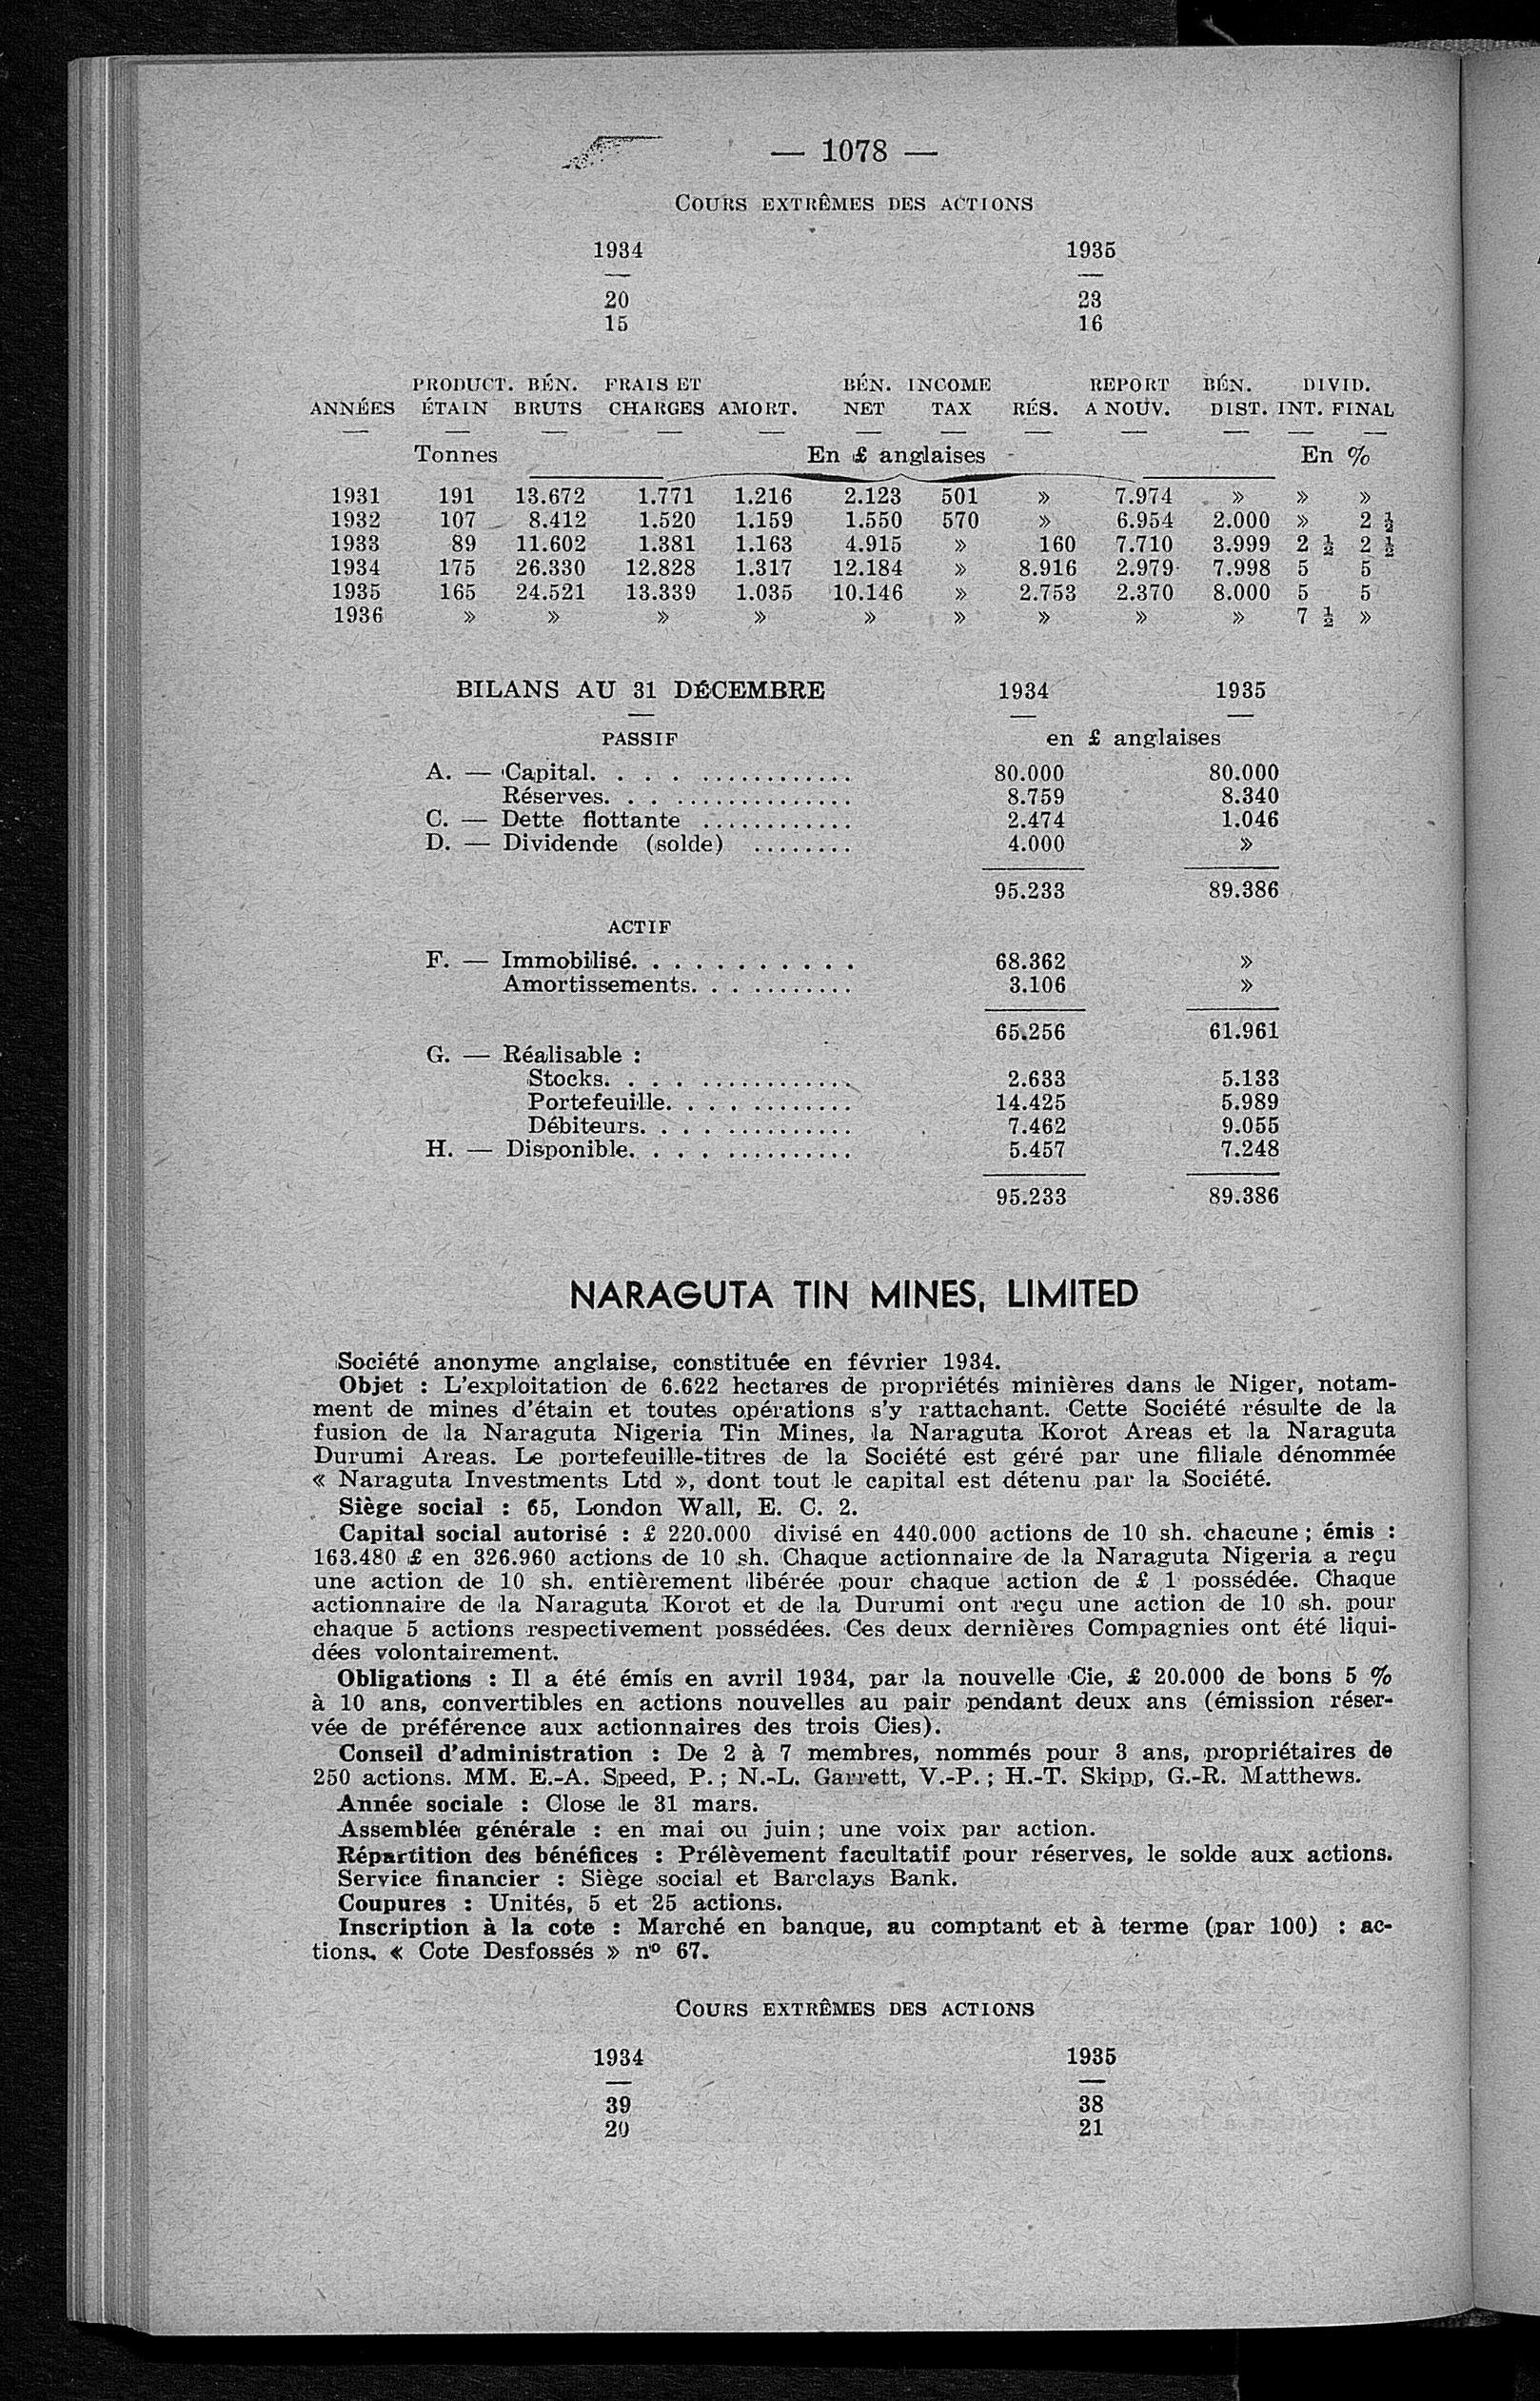 — 1078 —
COURS EXTRÊMES DES ACTIONS
1934 1935
20 23
15 16
PRODUCT. BÉN. FRAIS ET BÉN. INCOME REPORT BÉN. DIVID.
ANNÉES ÉTAIN BRUTS CHARGES AMORT. NET TAX RÉS. A NOUV. DIST. INT. FINAL
Tonnes En £ anglaises En %
1931 191 13.672 1.771 1.216 2.123 501 » 7.974 » » »
1932 107 8.412 1.520 1.159 1.550 570 » 6.954 2.000 » 2 ½
1933 89 11.602 1.381 1.163 4.915 » 160 7.710 3.999 2 ½ 2 ½
1934 175 26.330 12.828 1.317 12.184 » 8.916 2.979 7.998 5 5
1935 165 24.521 13.339 1.035 10.146 » 2.753 2.370 8.000 5 5
1936 » » » » » » » » » 7 ½ »
BILANS AU 31 DÉCEMBRE 1934 1935
PASSIF en £ anglaises
A. — Capital. . . . .............. 80.000 80.000
Réserves. . . ............... 8.759 8.340
C. — Dette flottante ............ 2.474 1.046
D. — Dividende (solde) ........ 4.000 »
95.233 89.386
ACTIF
F. — Immobilisé. . . . . . . . . . . 68.362 »
Amortissements. . . ......... 3.106 »
65.256 61.961
G. — Réalisable :
Stocks. . . . .............. 2.633 5.133
Portefeuille. . . . ........... 14.425 5.989
Débiteurs. . . . ............ 7.462 9.055
H. — Disponible. . . . ............ 5.457 7.248
95.233 89.386
NARAGUTA TIN MINES, LIMITED
Société anonyme anglaise, constituée en février 1934.
Objet : L'exploitation de 6.622 hectares de propriétés minières dans le Niger, notam-
ment de mines d'étain et toutes opérations s'y rattachant. Cette Société résulte de la
fusion de la Naraguta Nigeria Tin Mines, la Naraguta Korot Areas et la Naraguta
Durumi Areas. Le portefeuille-titres de la Société est géré par une filiale dénommée
« Naraguta Investments Ltd », dont tout le capital est détenu par la Société.
Siège social : 65, London Wall, E. C. 2.
Capital social autorisé : £ 220.000 divisé en 440.000 actions de 10 sh. chacune ; émis :
163.480 £ en 326.960 actions de 10 sh. Chaque actionnaire de la Naraguta Nigeria a reçu
une action de 10 sh. entièrement libérée pour chaque action de £ 1 possédée. Chaque
actionnaire de la Naraguta Korot et de la Durumi ont reçu une action de 10 sh. pour
chaque 5 actions respectivement possédées. Ces deux dernières Compagnies ont été liqui-
dées volontairement.
Obligations : Il a été émis en avril 1934, par la nouvelle Cie, £ 20.000 de bons 5 %
à 10 ans, convertibles en actions nouvelles au pair pendant deux ans (émission réser-
vée de préférence aux actionnaires des trois Cies).
Conseil d'administration : De 2 à 7 membres, nommés pour 3 ans, propriétaires de
250 actions. MM. E.-A. Speed, P. ; N.-L. Garrett, V.-P. ; H.-T. Skipp, G.-R. Matthews.
Année sociale : Close le 31 mars.
Assemblée générale : en mai ou juin ; une voix par action.
Répartition des bénéfices : Prélèvement facultatif pour réserves, le solde aux actions.
Service financier : Siège social et Barclays Bank.
Coupures : Unités, 5 et 25 actions.
Inscription à la cote : Marché en banque, au comptant et à terme (par 100) : ac-
tions. « Cote Desfossés » nº 67.
COURS EXTRÊMES DES ACTIONS
1934 1935
39 38
20 21